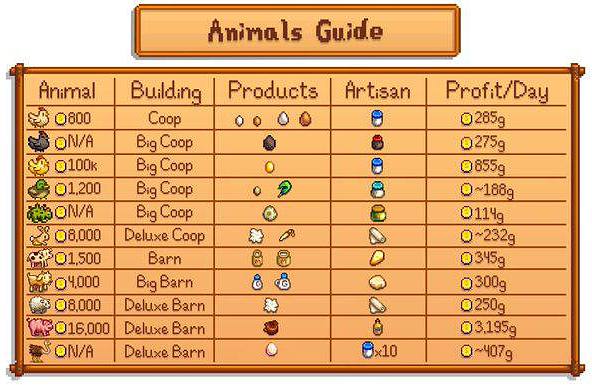 Animals Guide
Animal Building Products Artisan Profit/Day
800 Coop 285g
N/A Big Coop 275g
100k Big Coop 855g
1,200 Big Coop ~188g
N/A Big Coop 114g
8,000 Deluxe Coop ~232g
1,500 Barn 345g
4,000 Big Barn 300g
8,000 Deluxe Barn 250g
16,000 Deluxe Barn 3,195g
N/A Deluxe Barn x10 ~407g